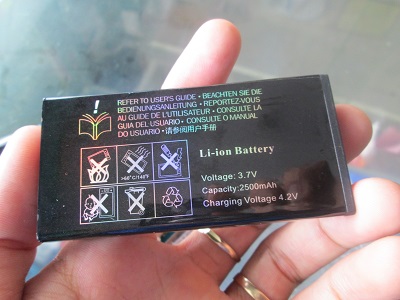 !
REFER TO USER'S GUIDE • BEACHTEN SIE DIE
BEDIENUNGSANLEITUNG • REPORTEZ-VOUS
AU GUIDE DE L'UTILISATEUR • CONSULTE LA
GUIA DEL USUARIO • CONSULTE O MANUAL
DO USUARIO • 请参阅用户手册
>60°C/140°F
Li-ion Battery
Voltage: 3.7V
Capacity:2500mAh
Charging Voltage 4.2V